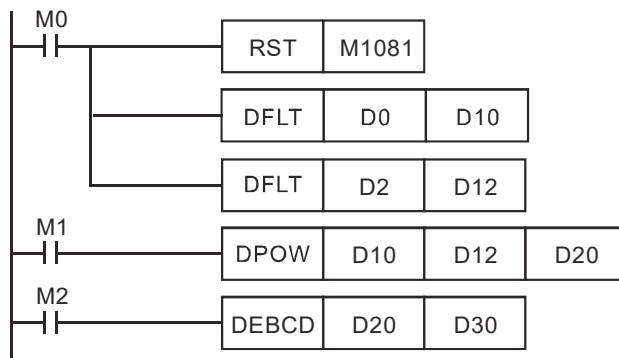 M0
RST M1081
DFLT D0 D10
DFLT D2 D12
M1
DPOW D10 D12 D20
M2
DEBCD D20 D30